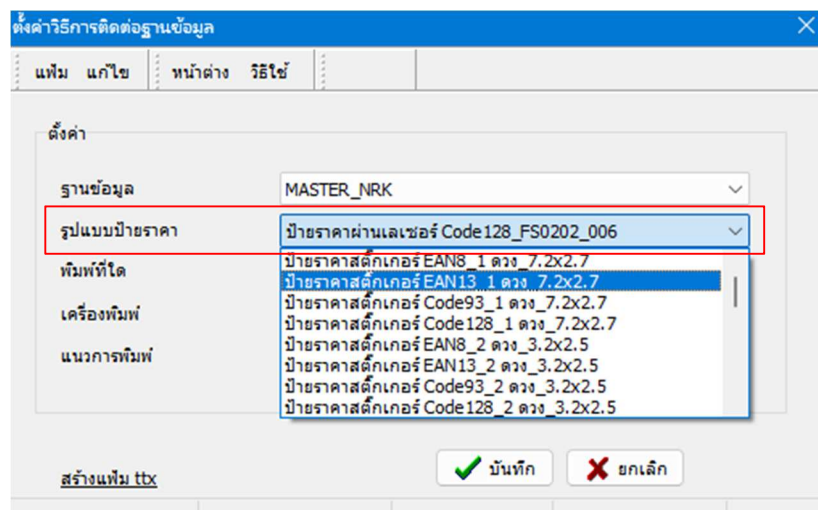 ตั้งค่าวิธีการติดต่อฐานข้อมูล
แฟ้ม แก้ไข หน้าต่าง วิธีใช้
ตั้งค่า
ฐานข้อมูล MASTER_NRK
รูปแบบป้ายราคา ป้ายราคาผ่านเลเซอร์ Code128_FS0202_006
ป้ายราคาสติ๊กเกอร์ EAN8_1 ดวง_7.2x2.7
พิมพ์ที่ใด ป้ายราคาสติ๊กเกอร์ EAN13_1 ดวง_7.2x2.7
ป้ายราคาสติ๊กเกอร์ Code93_1 ดวง_7.2x2.7
เครื่องพิมพ์ ป้ายราคาสติ๊กเกอร์ Code128_1 ดวง_7.2x2.7
ป้ายราคาสติ๊กเกอร์ EAN8_2 ดวง_3.2x2.5
แนวการพิมพ์ ป้ายราคาสติ๊กเกอร์ EAN13_2 ดวง_3.2x2.5
ป้ายราคาสติ๊กเกอร์ Code93_2 ดวง_3.2x2.5
ป้ายราคาสติ๊กเกอร์ Code128_2 ดวง_3.2x2.5
สร้างแฟ้ม ttx บันทึก ยกเลิก